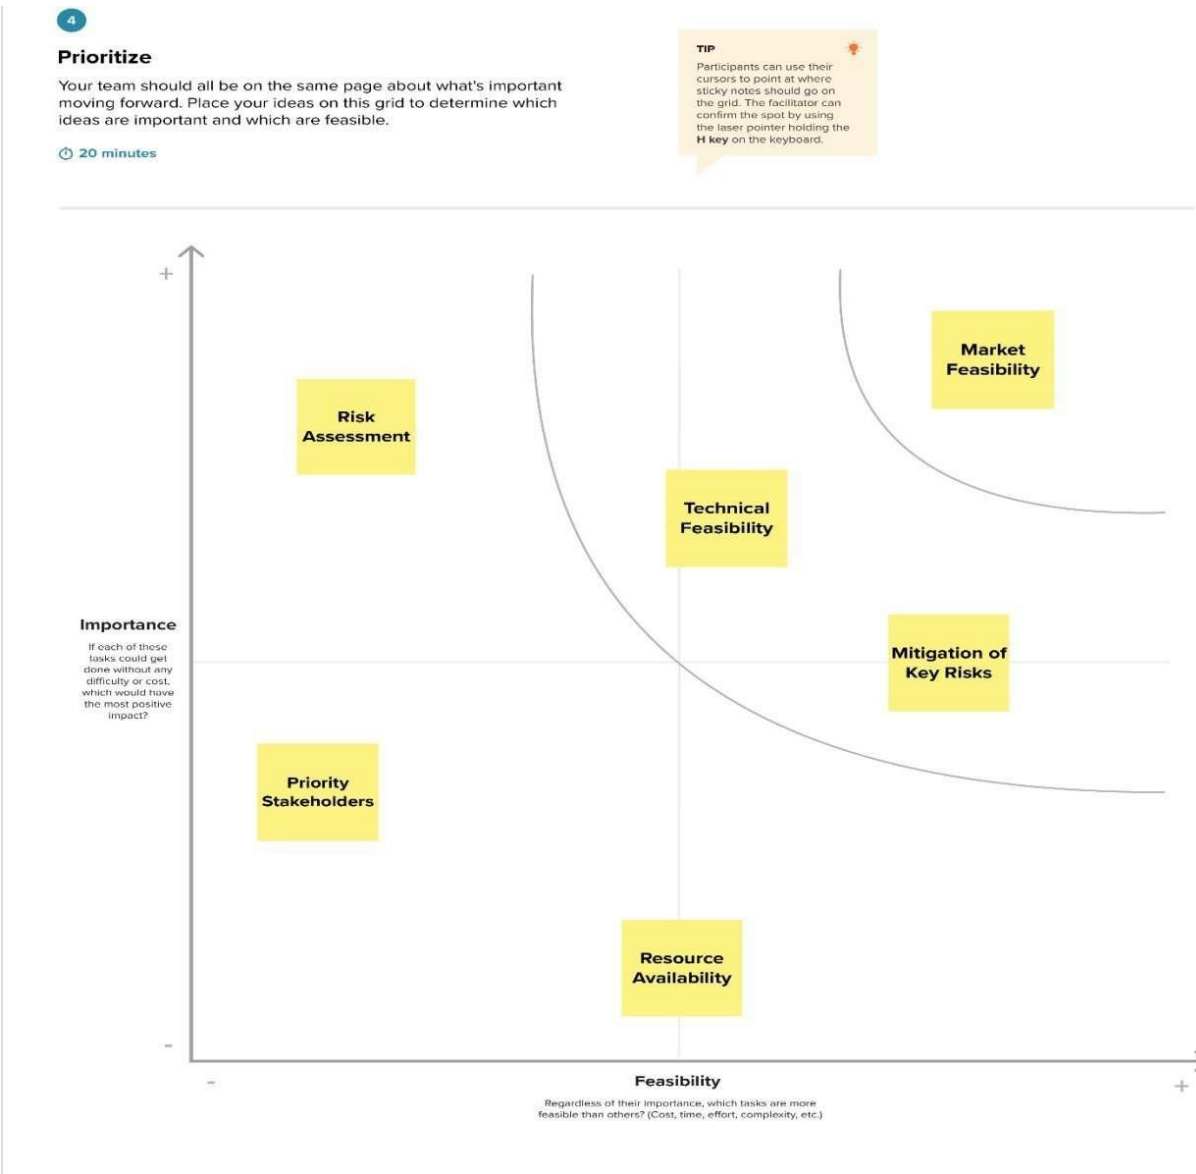 4
Prioritize
Your team should all be on the same page about what's important
moving forward. Place your ideas on this grid to determine which
ideas are important and which are feasible.
20 minutes
TIP
Participants can use their
cursors to point at where
sticky notes should go on
the grid. The facilitator can
confirm the spot by using
the laser pointer holding the
H key on the keyboard.
+
Market
Feasibility
Risk
Assessment
Technical
Feasibility
Importance
If each of these
tasks could get
done without any
difficulty or cost,
which would have
the most positive
impact?
Mitigation of
Key Risks
Priority
Stakeholders
Resource
Availability
-
-
Feasibility
+
Regardless of their importance, which tasks are more
feasible than others? (Cost, time, effort, complexity, etc.)